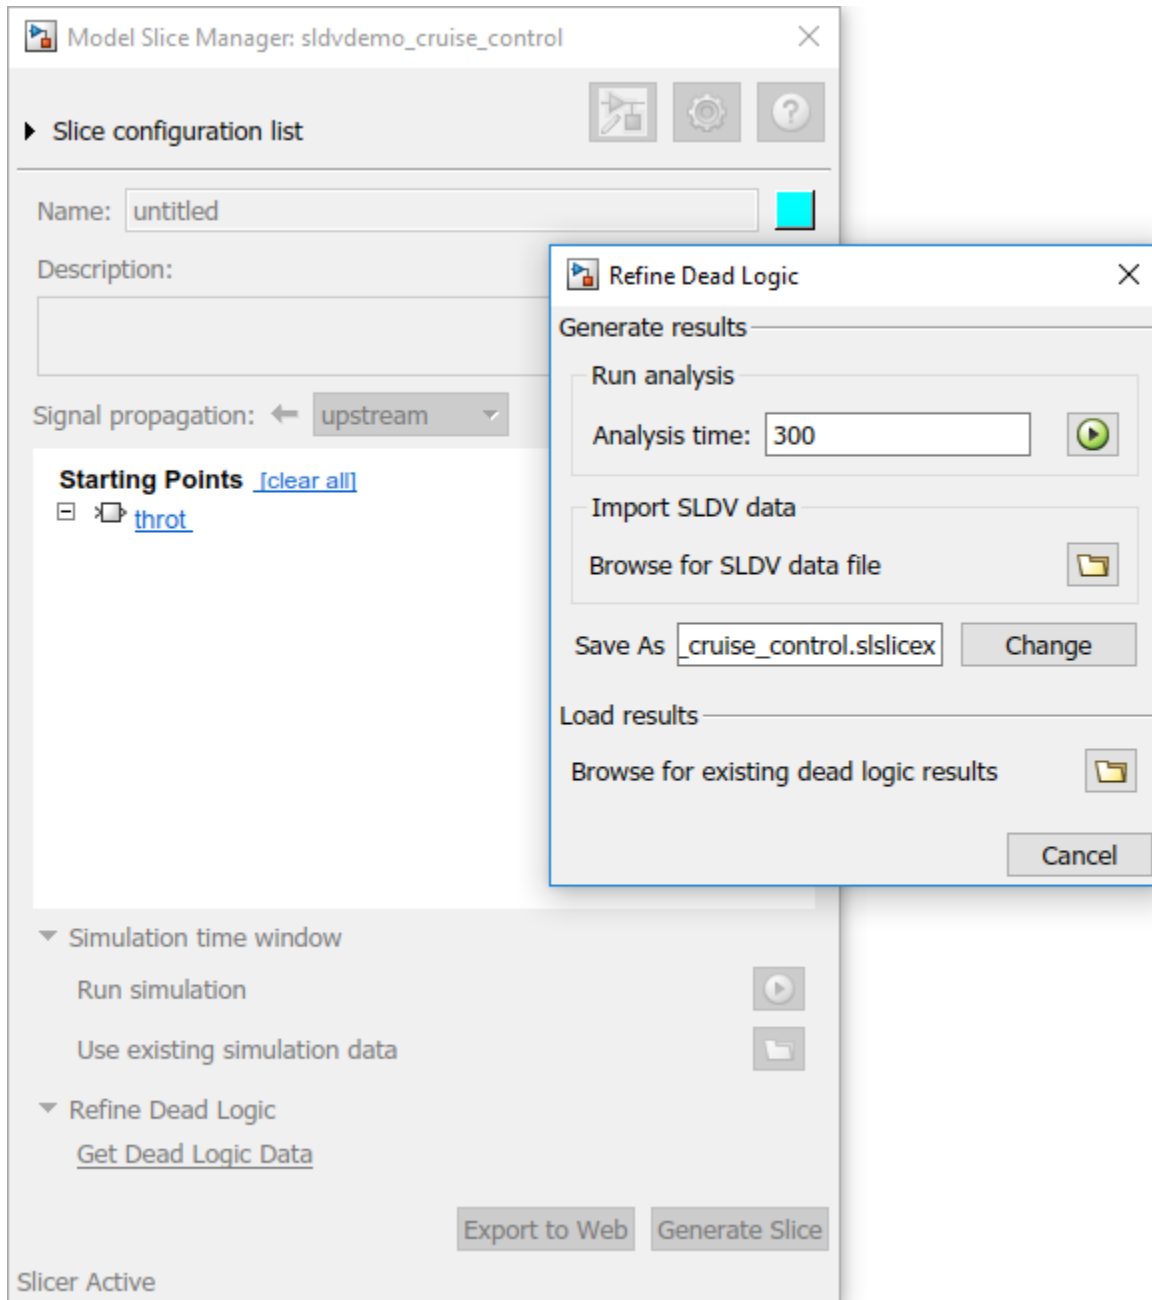 Model Slice Manager: sldvdemo_cruise_control
Slice configuration list
?
Name: untitled
Description:
Signal propagation: upstream
Starting Points [clear all]
throt
Simulation time window
Run simulation
Use existing simulation data
Refine Dead Logic
Get Dead Logic Data
Export to Web Generate Slice
Slicer Active
Refine Dead Logic
Generate results
Run analysis
Analysis time: 300
Import SLDV data
Browse for SLDV data file
Save As _cruise_control.slslicex Change
Load results
Browse for existing dead logic results
Cancel